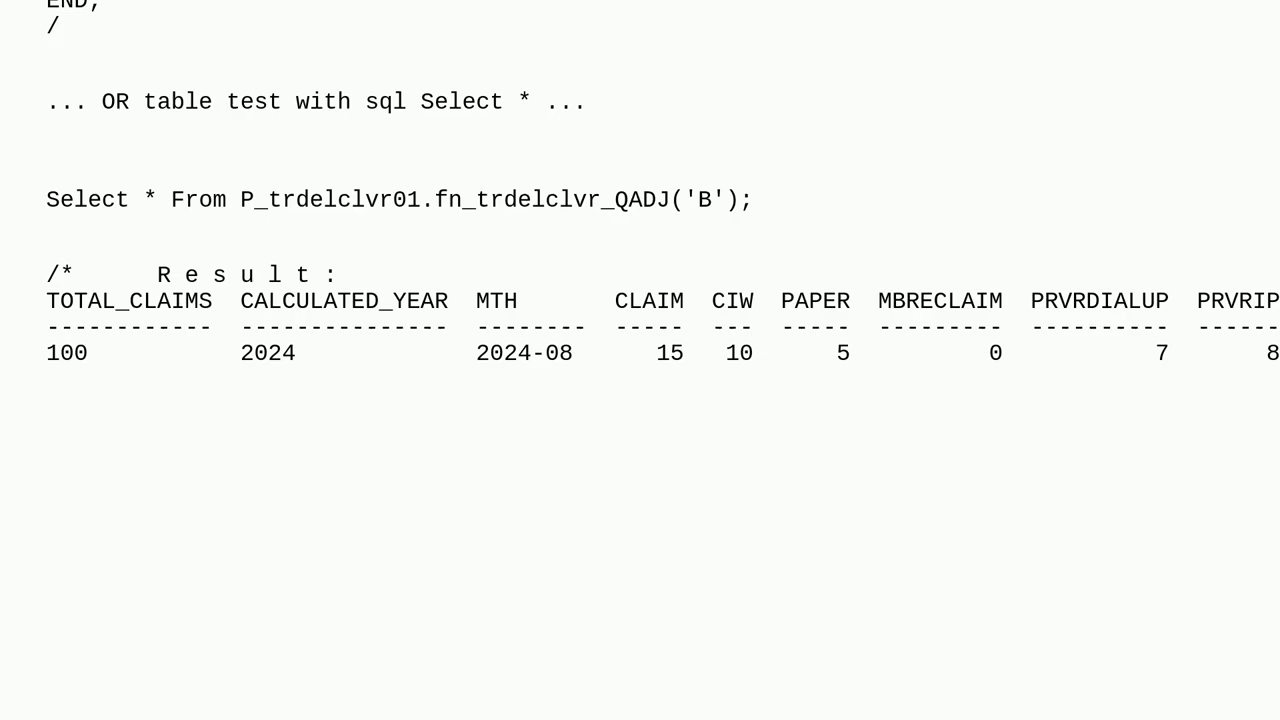 END;
/
... OR table test with sql Select * ...
Select * From P_trdelclvr01.fn_trdelclvr_QADJ('B');
/*      R e s u l t :
TOTAL_CLAIMS  CALCULATED_YEAR  MTH       CLAIM  CIW  PAPER  MBRECLAIM  PRVRDIALUP  PRVRIP
------------  ---------------  --------  -----  ---  -----  ---------  ----------  ------
100           2024             2024-08      15   10      5          0           7       8